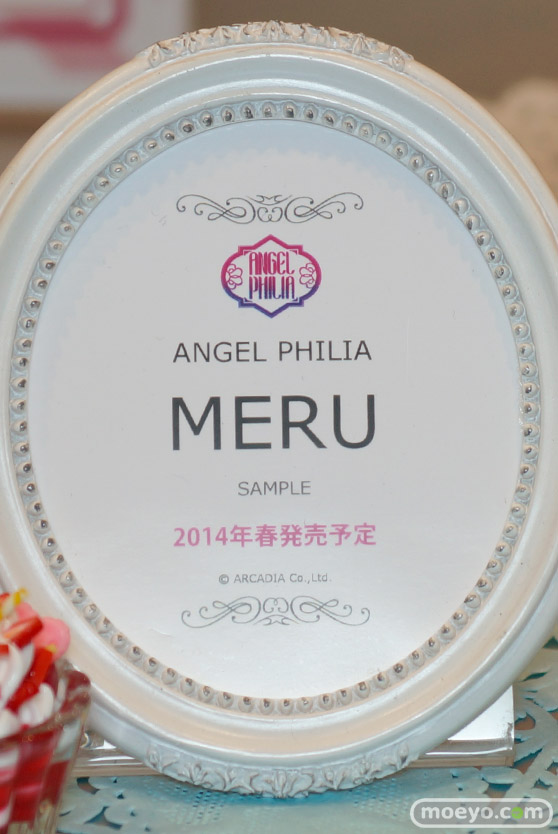 ANGEL
PHILIA
ANGEL PHILIA
MERU
SAMPLE
2014年春発売予定
© ARCADIA Co.,Ltd.
moeyo.com